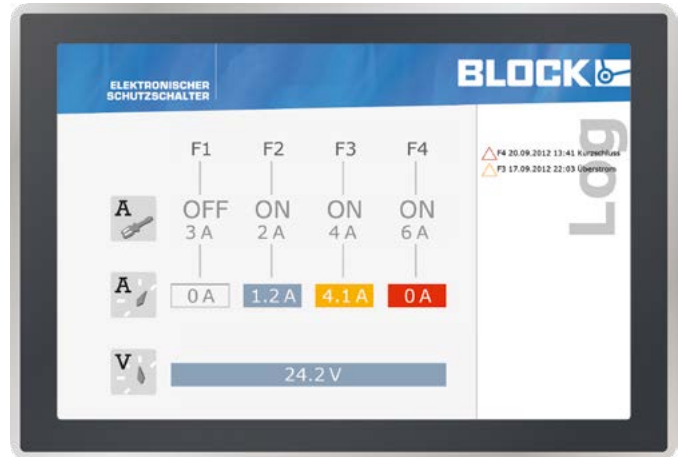 ELEKTRONISCHER
SCHUTZSCHALTER
BLOCK
F1 F2 F3 F4
A
OFF ON ON ON
3 A 2 A 4 A 6 A
A
0 A 1.2 A 4.1 A 0 A
V
24.2 V
Log
F4 20.09.2012 13:41 Kurzschluss
F3 17.09.2012 22:03 Überstrom